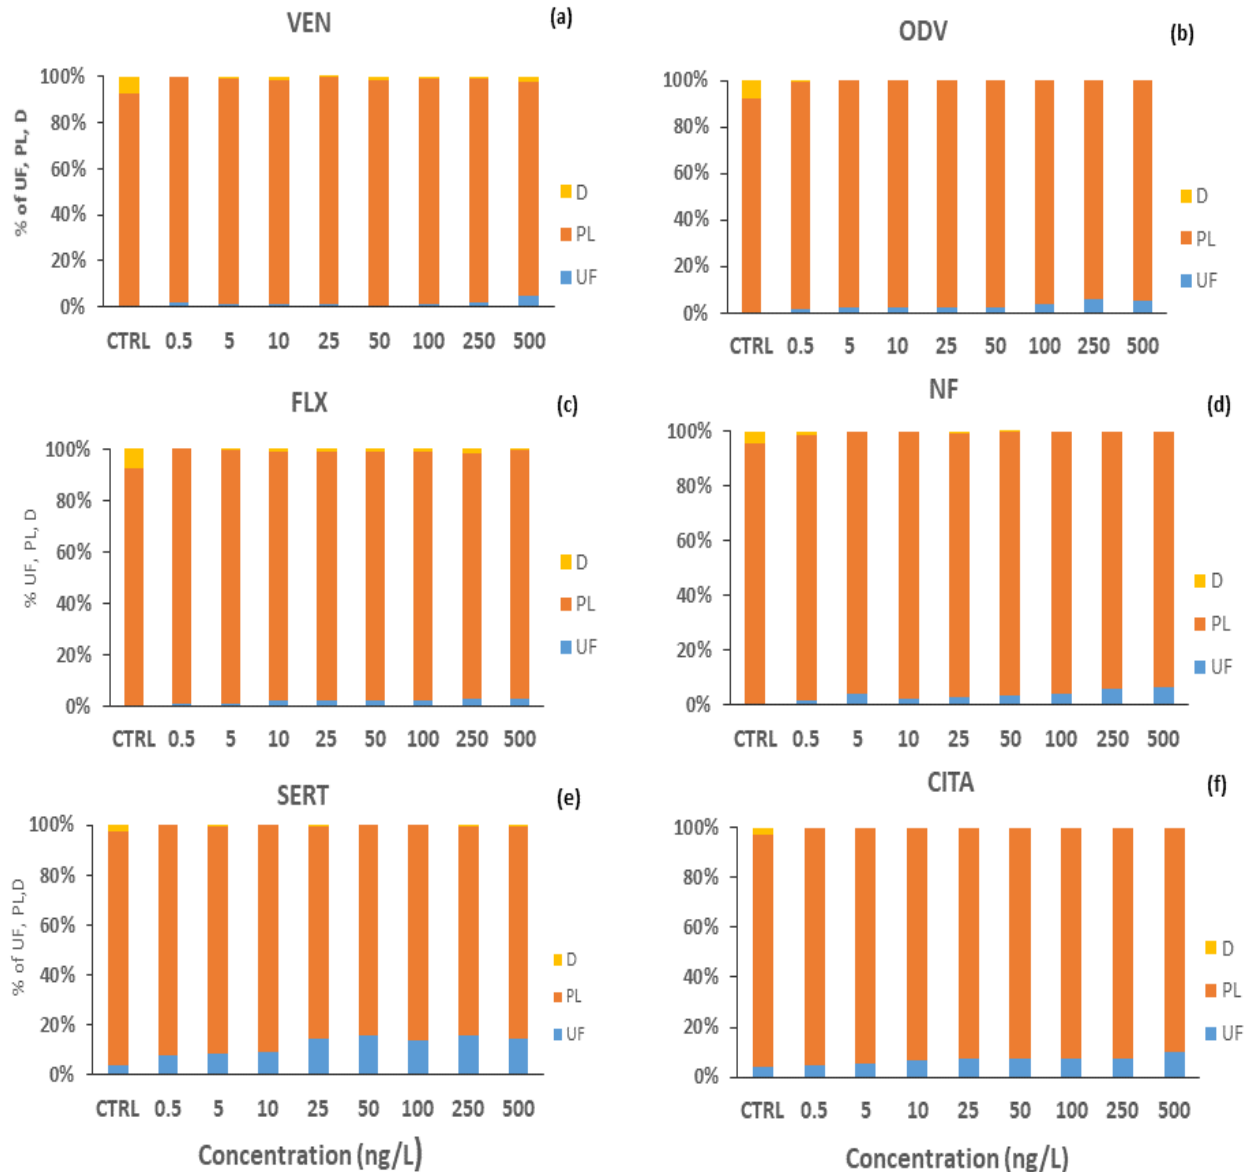 VEN
(a)
% of UF, PL, D
100%
80%
60%
40%
20%
0%
CTRL 0.5 5 10 25 50 100 250 500
D
PL
UF
ODV
(b)
100%
80%
60%
40%
20%
0%
CTRL 0.5 5 10 25 50 100 250 500
D
PL
UF
FLX
(c)
% UF, PL, D
100%
80%
60%
40%
20%
0%
CTRL 0.5 5 10 25 50 100 250 500
D
PL
UF
NF
(d)
100%
80%
60%
40%
20%
0%
CTRL 0.5 5 10 25 50 100 250 500
D
PL
UF
SERT
(e)
% of UF, PL,D
100%
80%
60%
40%
20%
0%
CTRL 0.5 5 10 25 50 100 250 500
D
PL
UF
Concentration (ng/L)
CITA
(f)
100%
80%
60%
40%
20%
0%
CTRL 0.5 5 10 25 50 100 250 500
D
PL
UF
Concentration (ng/L)